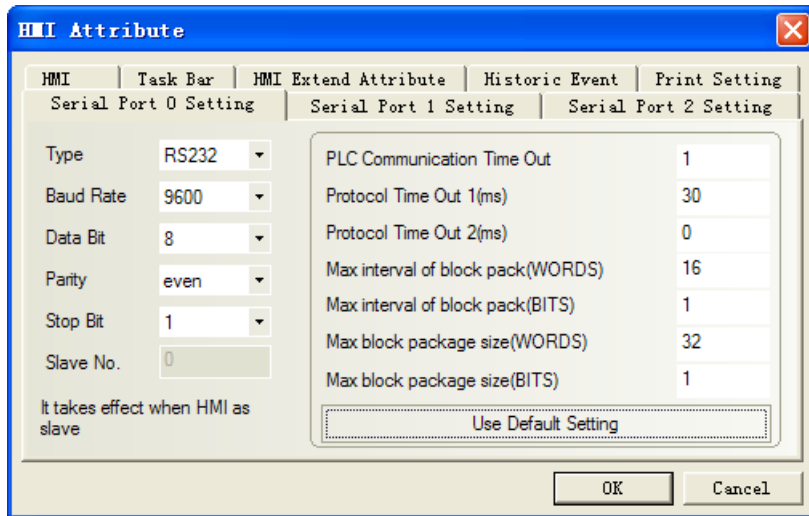 HMI Attribute
HMI
Task Bar
HMI Extend Attribute
Historic Event
Print Setting
Serial Port 0 Setting
Serial Port 1 Setting
Serial Port 2 Setting
Type
RS232
Baud Rate
9600
Data Bit
8
Parity
even
Stop Bit
1
Slave No.
0
It takes effect when HMI as
slave
PLC Communication Time Out
1
Protocol Time Out 1(ms)
30
Protocol Time Out 2(ms)
0
Max interval of block pack(WORDS)
16
Max interval of block pack(BITS)
1
Max block package size(WORDS)
32
Max block package size(BITS)
1
Use Default Setting
OK
Cancel